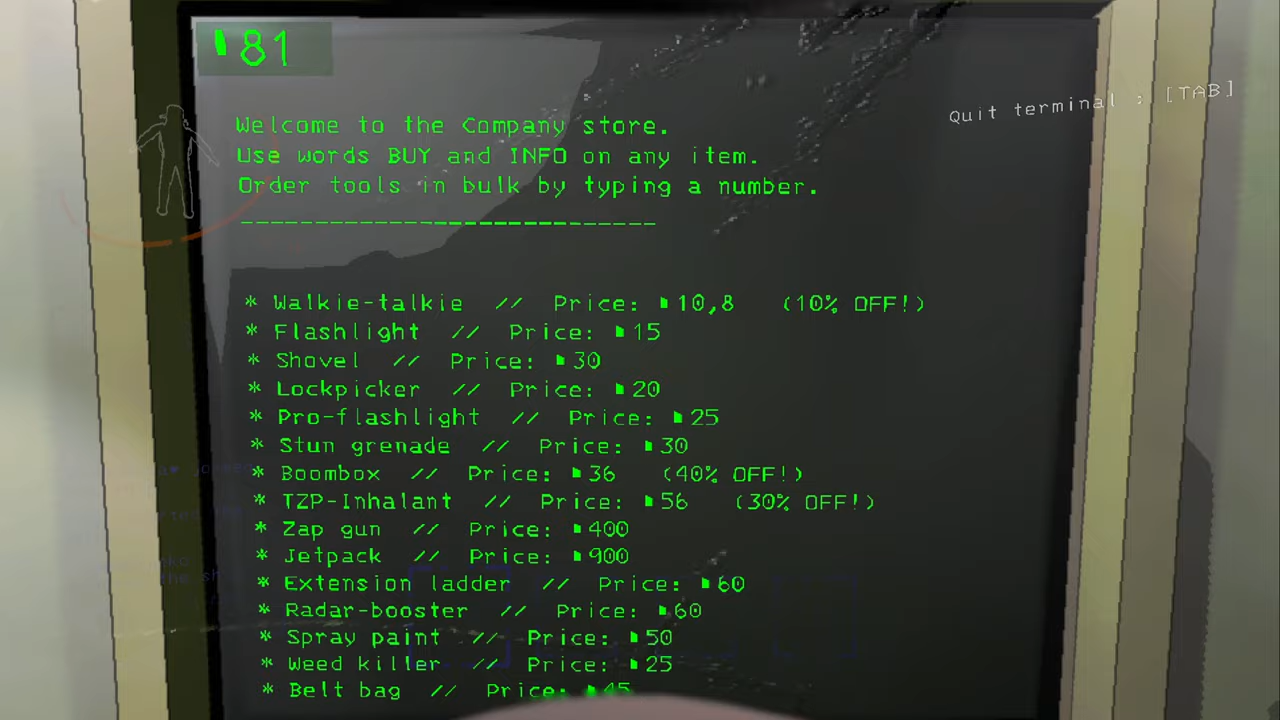 81
Quit terminal : [TAB]
Welcome to the Company store.
Use words BUY and INFO on any item.
Order tools in bulk by typing a number.
----------------------------
* Walkie-talkie // Price: ▮10,8 (10% OFF!)
* Flashlight // Price: ▮15
* Shovel // Price: ▮30
* Lockpicker // Price: ▮20
* Pro-flashlight // Price: ▮25
* Stun grenade // Price: ▮30
* Boombox // Price: ▮36 (40% OFF!)
* TZP-Inhalant // Price: ▮56 (30% OFF!)
* Zap gun // Price: ▮400
* Jetpack // Price: ▮900
* Extension ladder // Price: ▮60
* Radar-booster // Price: ▮60
* Spray paint // Price: ▮50
* Weed killer // Price: ▮25
* Belt bag // Price: ▮45